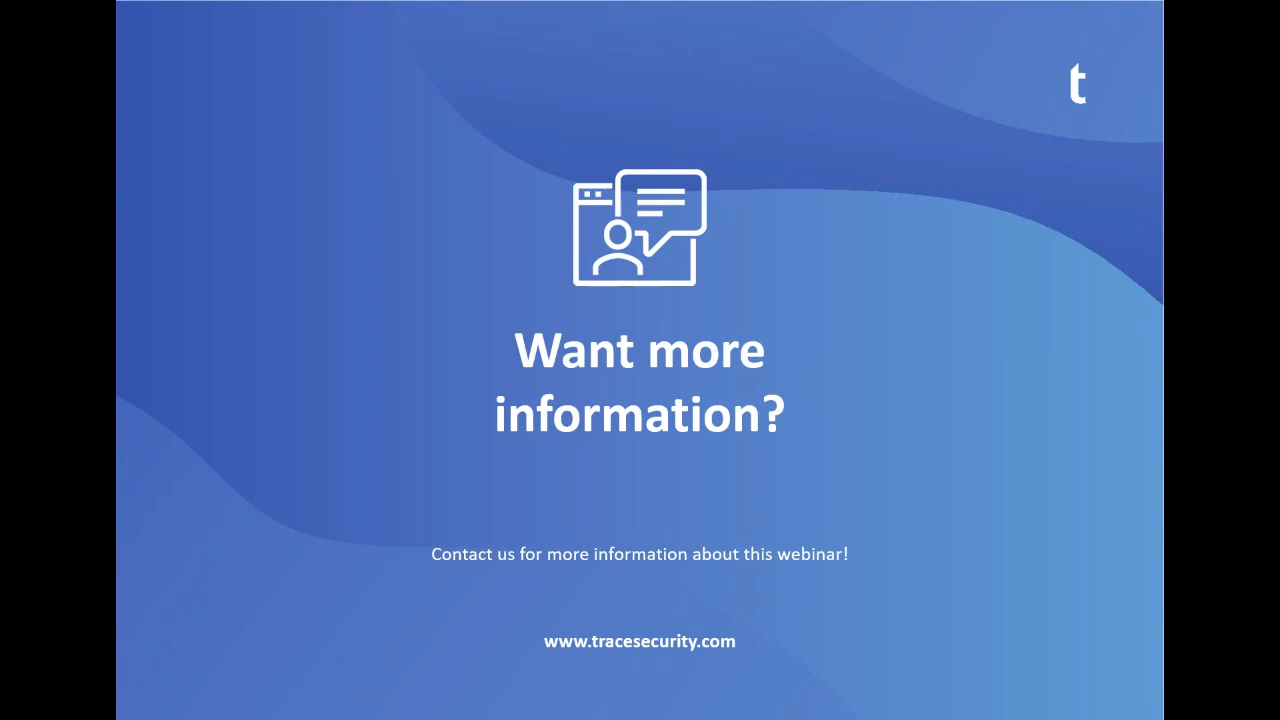 t
Want more
information?
Contact us for more information about this webinar!
www.tracesecurity.com